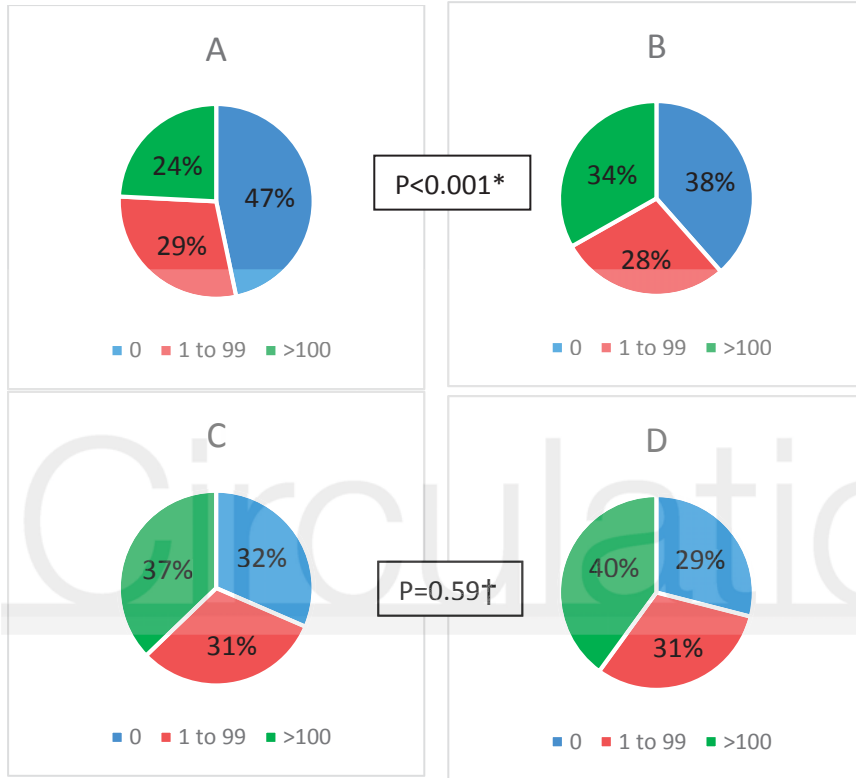 A
24%
47%
29%
0 1 to 99 >100
P<0.001*
B
34%
38%
28%
0 1 to 99 >100
C
37%
32%
31%
0 1 to 99 >100
P=0.59†
D
40%
29%
31%
0 1 to 99 >100
Circulatio